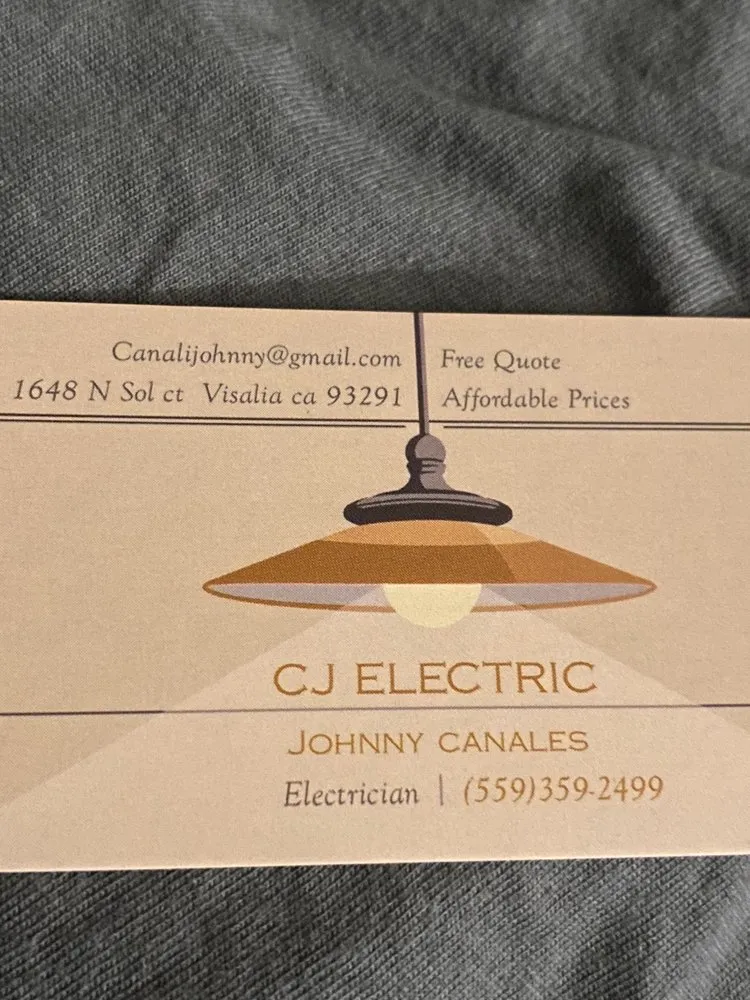 Canalijohnny@gmail.com
1648 N Sol ct Visalia ca 93291
Free Quote
Affordable Prices
CJ ELECTRIC
JOHNNY CANALES
Electrician | (559)359-2499